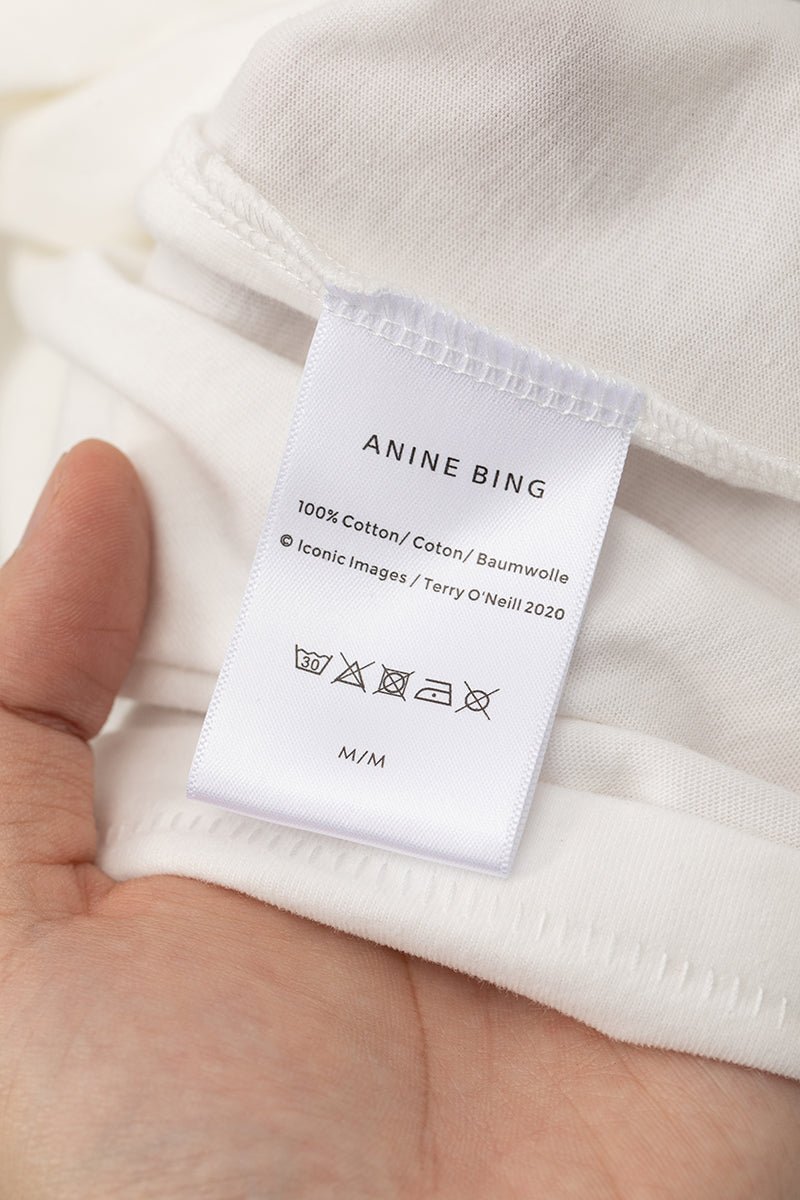 ANINE BING
100% Cotton/ Coton/ Baumwolle
© Iconic Images / Terry O'Neill 2020
30
M/M